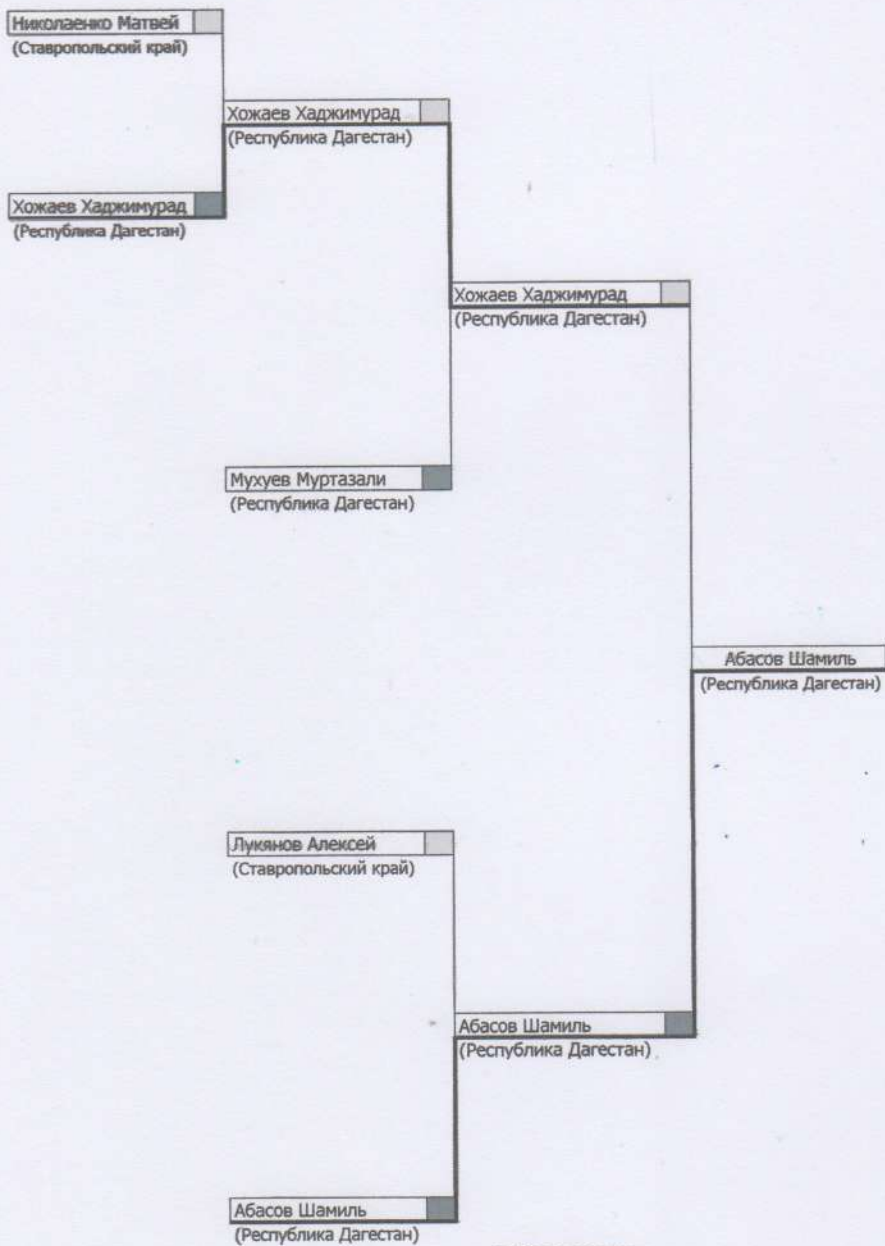 Николаенко Матвей
(Ставропольский край)
Хожаев Хаджимурад
(Республика Дагестан)
Хожаев Хаджимурад
(Республика Дагестан)
Хожаев Хаджимурад
(Республика Дагестан)
Мухуев Муртазали
(Республика Дагестан)
Абасов Шамиль
(Республика Дагестан)
Лукянов Алексей
(Ставропольский край)
Абасов Шамиль
(Республика Дагестан)
Абасов Шамиль
(Республика Дагестан)